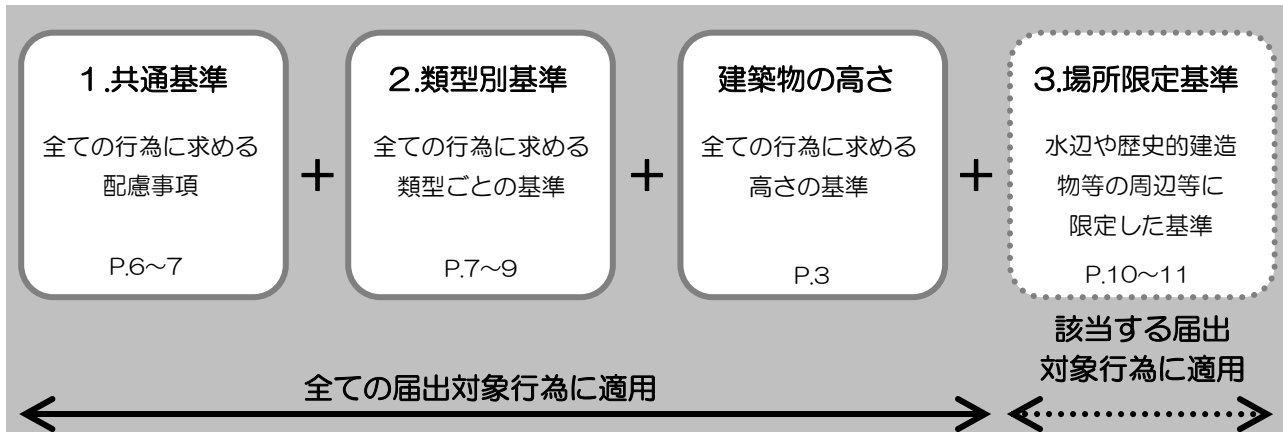 １.共通基準
全ての行為に求める
配慮事項
P.6～7
+
２.類型別基準
全ての行為に求める
類型ごとの基準
P.7～9
+
建築物の高さ
全ての行為に求める
高さの基準
P.3
+
３.場所限定基準
水辺や歴史的建造
物等の周辺等に
限定した基準
P.10～11
全ての届出対象行為に適用
該当する届出
対象行為に適用